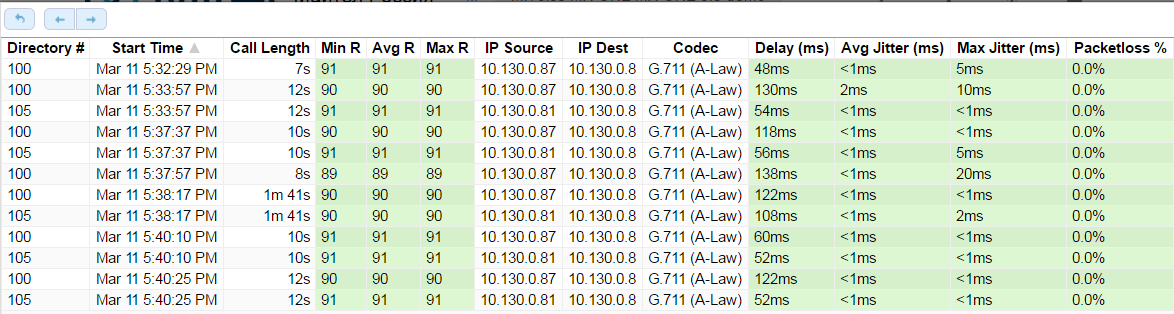 Directory # Start Time Call Length Min R Avg R Max R IP Source IP Dest Codec Delay (ms) Avg Jitter (ms) Max Jitter (ms) Packetloss %
100 Mar 11 5:32:29 PM 7s 91 91 91 10.130.0.87 10.130.0.8 G.711 (A-Law) 48ms <1ms 5ms 0.0%
100 Mar 11 5:33:57 PM 12s 90 90 90 10.130.0.87 10.130.0.8 G.711 (A-Law) 130ms 2ms 10ms 0.0%
105 Mar 11 5:33:57 PM 12s 91 91 91 10.130.0.81 10.130.0.8 G.711 (A-Law) 54ms <1ms <1ms 0.0%
100 Mar 11 5:37:37 PM 10s 90 90 90 10.130.0.87 10.130.0.8 G.711 (A-Law) 118ms <1ms <1ms 0.0%
105 Mar 11 5:37:37 PM 10s 91 91 91 10.130.0.81 10.130.0.8 G.711 (A-Law) 56ms <1ms 5ms 0.0%
100 Mar 11 5:37:57 PM 8s 89 89 89 10.130.0.87 10.130.0.8 G.711 (A-Law) 138ms <1ms 20ms 0.0%
100 Mar 11 5:38:17 PM 1m 41s 90 90 90 10.130.0.87 10.130.0.8 G.711 (A-Law) 122ms <1ms <1ms 0.0%
105 Mar 11 5:38:17 PM 1m 41s 90 90 90 10.130.0.81 10.130.0.8 G.711 (A-Law) 108ms <1ms 2ms 0.0%
100 Mar 11 5:40:10 PM 10s 91 91 91 10.130.0.87 10.130.0.8 G.711 (A-Law) 60ms <1ms <1ms 0.0%
105 Mar 11 5:40:10 PM 10s 91 91 91 10.130.0.81 10.130.0.8 G.711 (A-Law) 52ms <1ms <1ms 0.0%
100 Mar 11 5:40:25 PM 12s 90 90 90 10.130.0.87 10.130.0.8 G.711 (A-Law) 122ms <1ms <1ms 0.0%
105 Mar 11 5:40:25 PM 12s 91 91 91 10.130.0.81 10.130.0.8 G.711 (A-Law) 52ms <1ms <1ms 0.0%